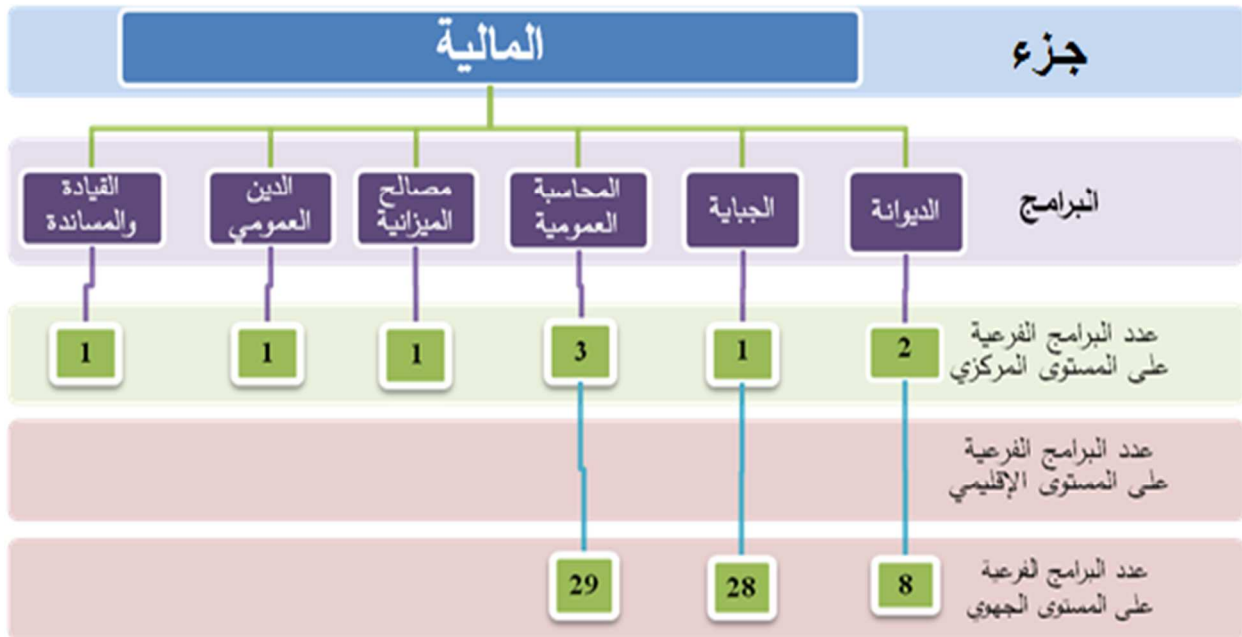 جزء
المالية
البرامج
الديوانة
الجباية
المحاسبة
العمومية
مصالح
الميزانية
الدين
العمومي
القيادة
والمساندة
عدد البرامج الفرعية
على المستوى المركزي
2
1
3
1
1
1
عدد البرامج الفرعية
على المستوى الإقليمي
عدد البرامج الفرعية
على المستوى الجهوي
8
28
29